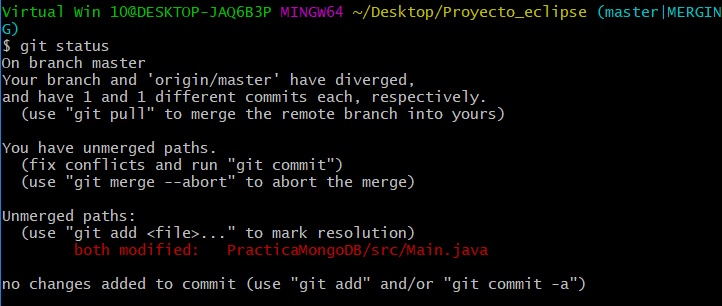 Virtual Win 10@DESKTOP-JAQ6B3P MINGW64 ~/Desktop/Proyecto_eclipse (master|MERGIN
G)
$ git status
On branch master
Your branch and 'origin/master' have diverged,
and have 1 and 1 different commits each, respectively.
  (use "git pull" to merge the remote branch into yours)

You have unmerged paths.
  (fix conflicts and run "git commit")
  (use "git merge --abort" to abort the merge)

Unmerged paths:
  (use "git add <file>..." to mark resolution)
        both modified:   PracticaMongoDB/src/Main.java

no changes added to commit (use "git add" and/or "git commit -a")